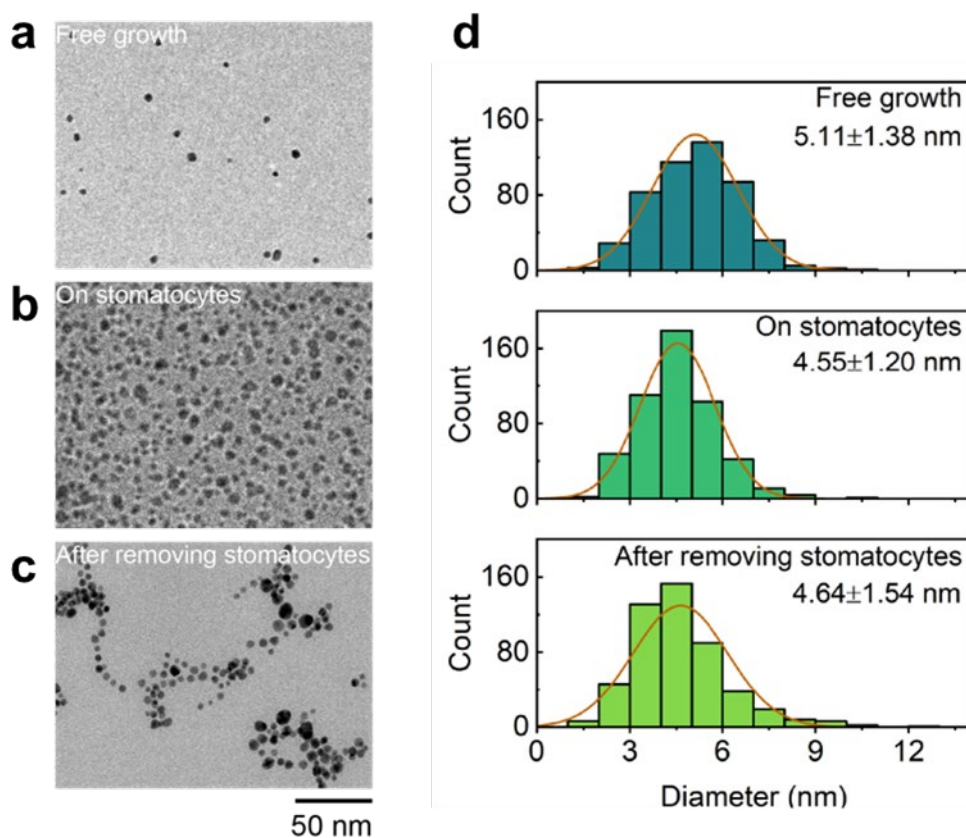 a
Free growth
b
On stomatocytes
c
After removing stomatocytes
50 nm
d
Free growth
5.11±1.38 nm
160
80
0
Count
On stomatocytes
4.55±1.20 nm
160
80
0
Count
After removing stomatocytes
4.64±1.54 nm
160
80
0
Count
0 3 6 9 12
Diameter (nm)